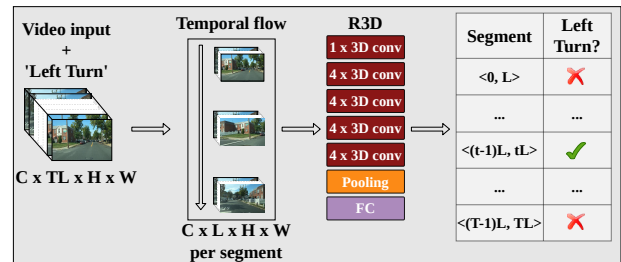 Video input
+
'Left Turn'
C x TL x H x W
Temporal flow
C x L x H x W
per segment
R3D
1 x 3D conv
4 x 3D conv
4 x 3D conv
4 x 3D conv
4 x 3D conv
Pooling
FC
Segment Left Turn?
<0, L>
... ...
<(t-1)L, tL>
... ...
<(T-1)L, TL>